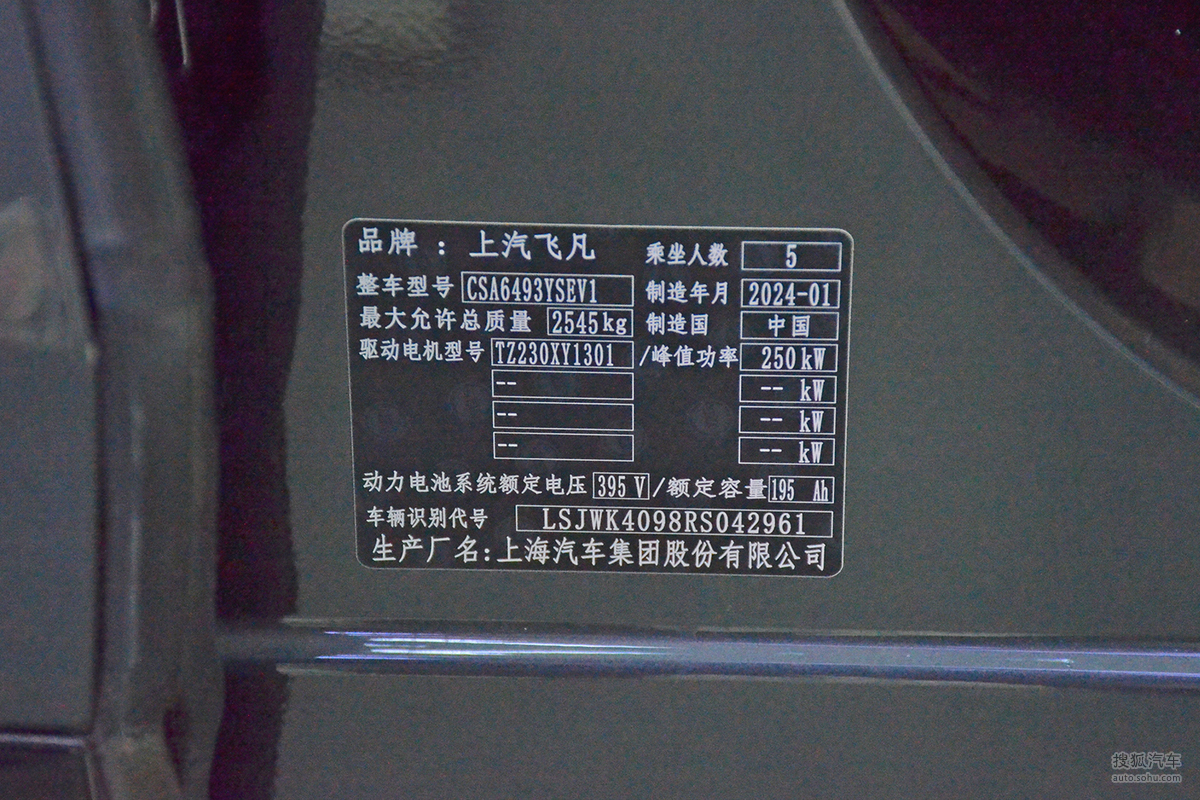 品牌：上汽飞凡 乘坐人数 5
整车型号 CSA6493YSEV1 制造年月 2024-01
最大允许总质量 2545kg 制造国 中国
驱动电机型号 TZ230XY1301 /峰值功率 250kW
-- -- kW
-- -- kW
-- -- kW
动力电池系统额定电压 395 V/额定容量 195 Ah
车辆识别代号 LSJWK4098RS042961
生产厂名:上海汽车集团股份有限公司
搜狐汽车
auto.sohu.com